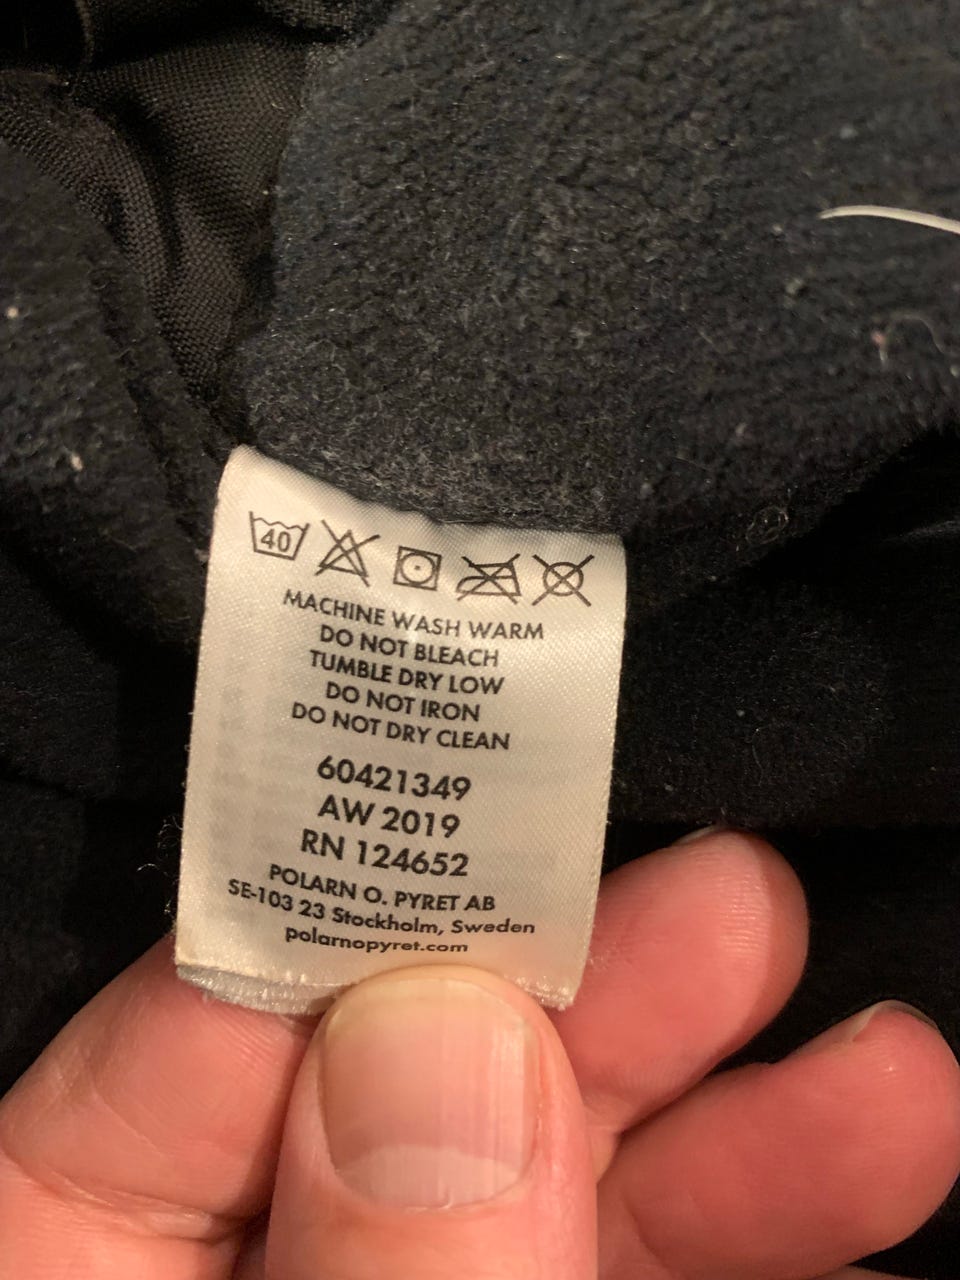 40
MACHINE WASH WARM
DO NOT BLEACH
TUMBLE DRY LOW
DO NOT IRON
DO NOT DRY CLEAN
60421349
AW 2019
RN 124652
POLARN O. PYRET AB
SE-103 23 Stockholm, Sweden
polarnopyret.com